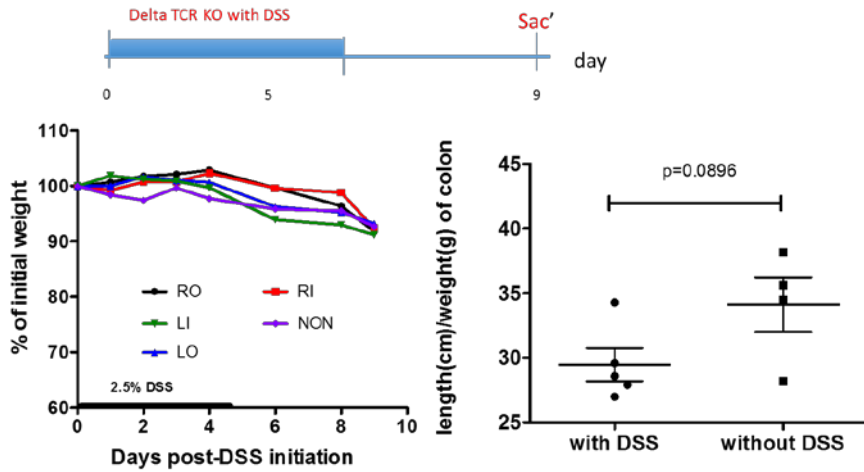 Delta TCR KO with DSS
Sac'
day
0 5 9
110
100
90
80
70
60
% of initial weight
RO RI
LI NON
LO
2.5% DSS
0 2 4 6 8 10
Days post-DSS initiation
45
40
35
30
25
length(cm)/weight(g) of colon
p=0.0896
with DSS without DSS